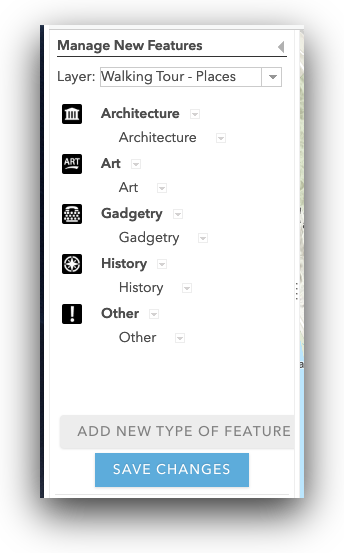 Manage New Features
Layer: Walking Tour - Places
Architecture
Architecture
ART Art
Art
Gadgetry
Gadgetry
History
History
! Other
Other
a
ADD NEW TYPE OF FEATURE
SAVE CHANGES